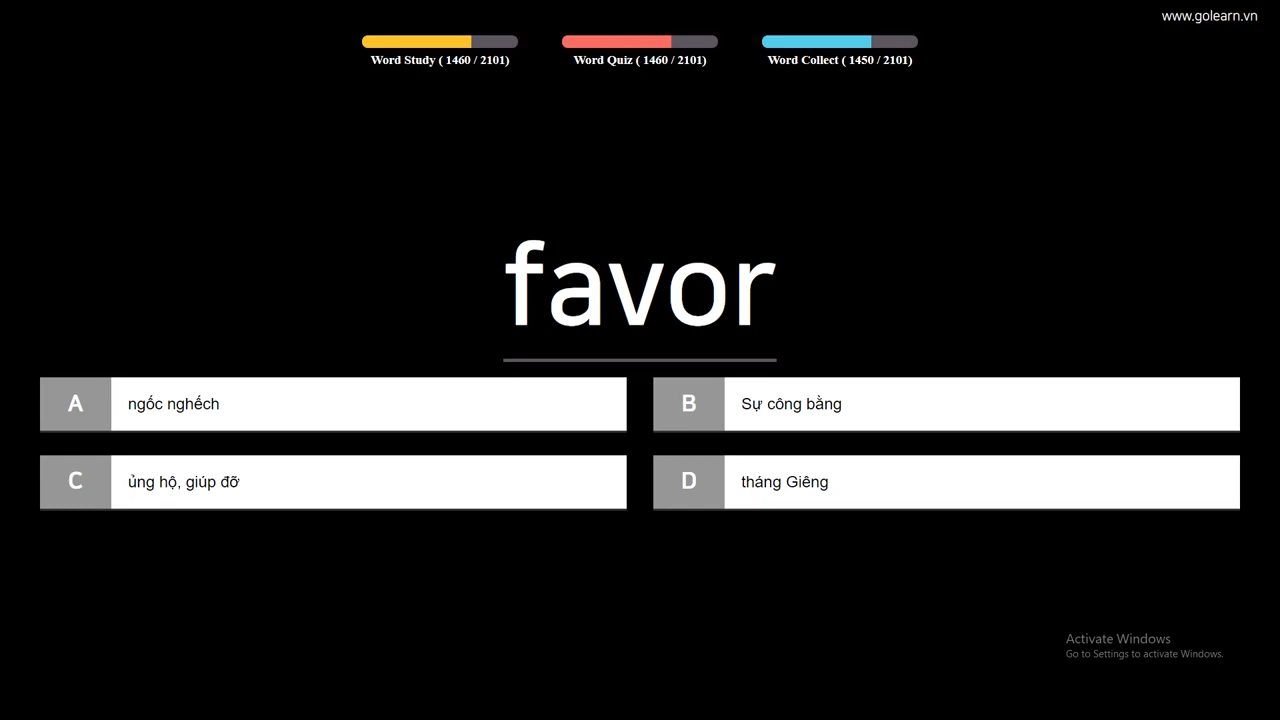 www.golearn.vn
Word Study ( 1460 / 2101)
Word Quiz ( 1460 / 2101)
Word Collect ( 1450 / 2101)
favor
A ngốc nghếch
B Sự công bằng
C ủng hộ, giúp đỡ
D tháng Giêng
Activate Windows
Go to Settings to activate Windows.